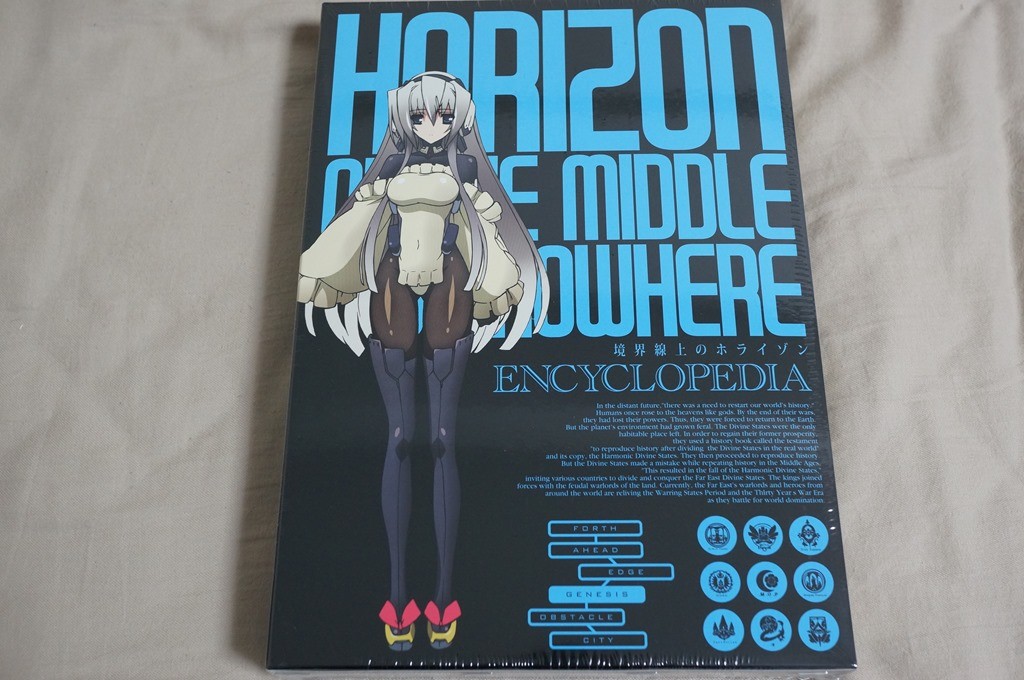 HORIZON
MIDDLE
NOWHERE
境界線上のホライゾン
ENCYCLOPEDIA
In the distant future,"there was a need to restart our world's history."
Humans once rose to the heavens like gods. By the end of their wars,
they had lost their powers. Thus, they were forced to return to the Earth.
But the planet's environment had grown feral. The Divine States were the only
habitable place left. In order to regain their former prosperity,
they used a history book called the testament.
"to reproduce history after dividing the Divine States in the real world"
and its copy, the Harmonic Divine States. They then proceeded to reproduce history.
But the Divine States made a mistake while repeating history in the Middle Ages.
"This resulted in the fall of the Harmonic Divine States,"
inviting various countries to divide and conquer the Far East Divine States. The kings joined
forces with the feudal warlords of the land. Currently, the Far East's warlords and heroes from
around the world are reliving the Warring States Period and the Thirty Year's War Era
as they battle for world domination.
FORTH
AHEAD
EDGE
GENESIS
OBSTACLE
CITY